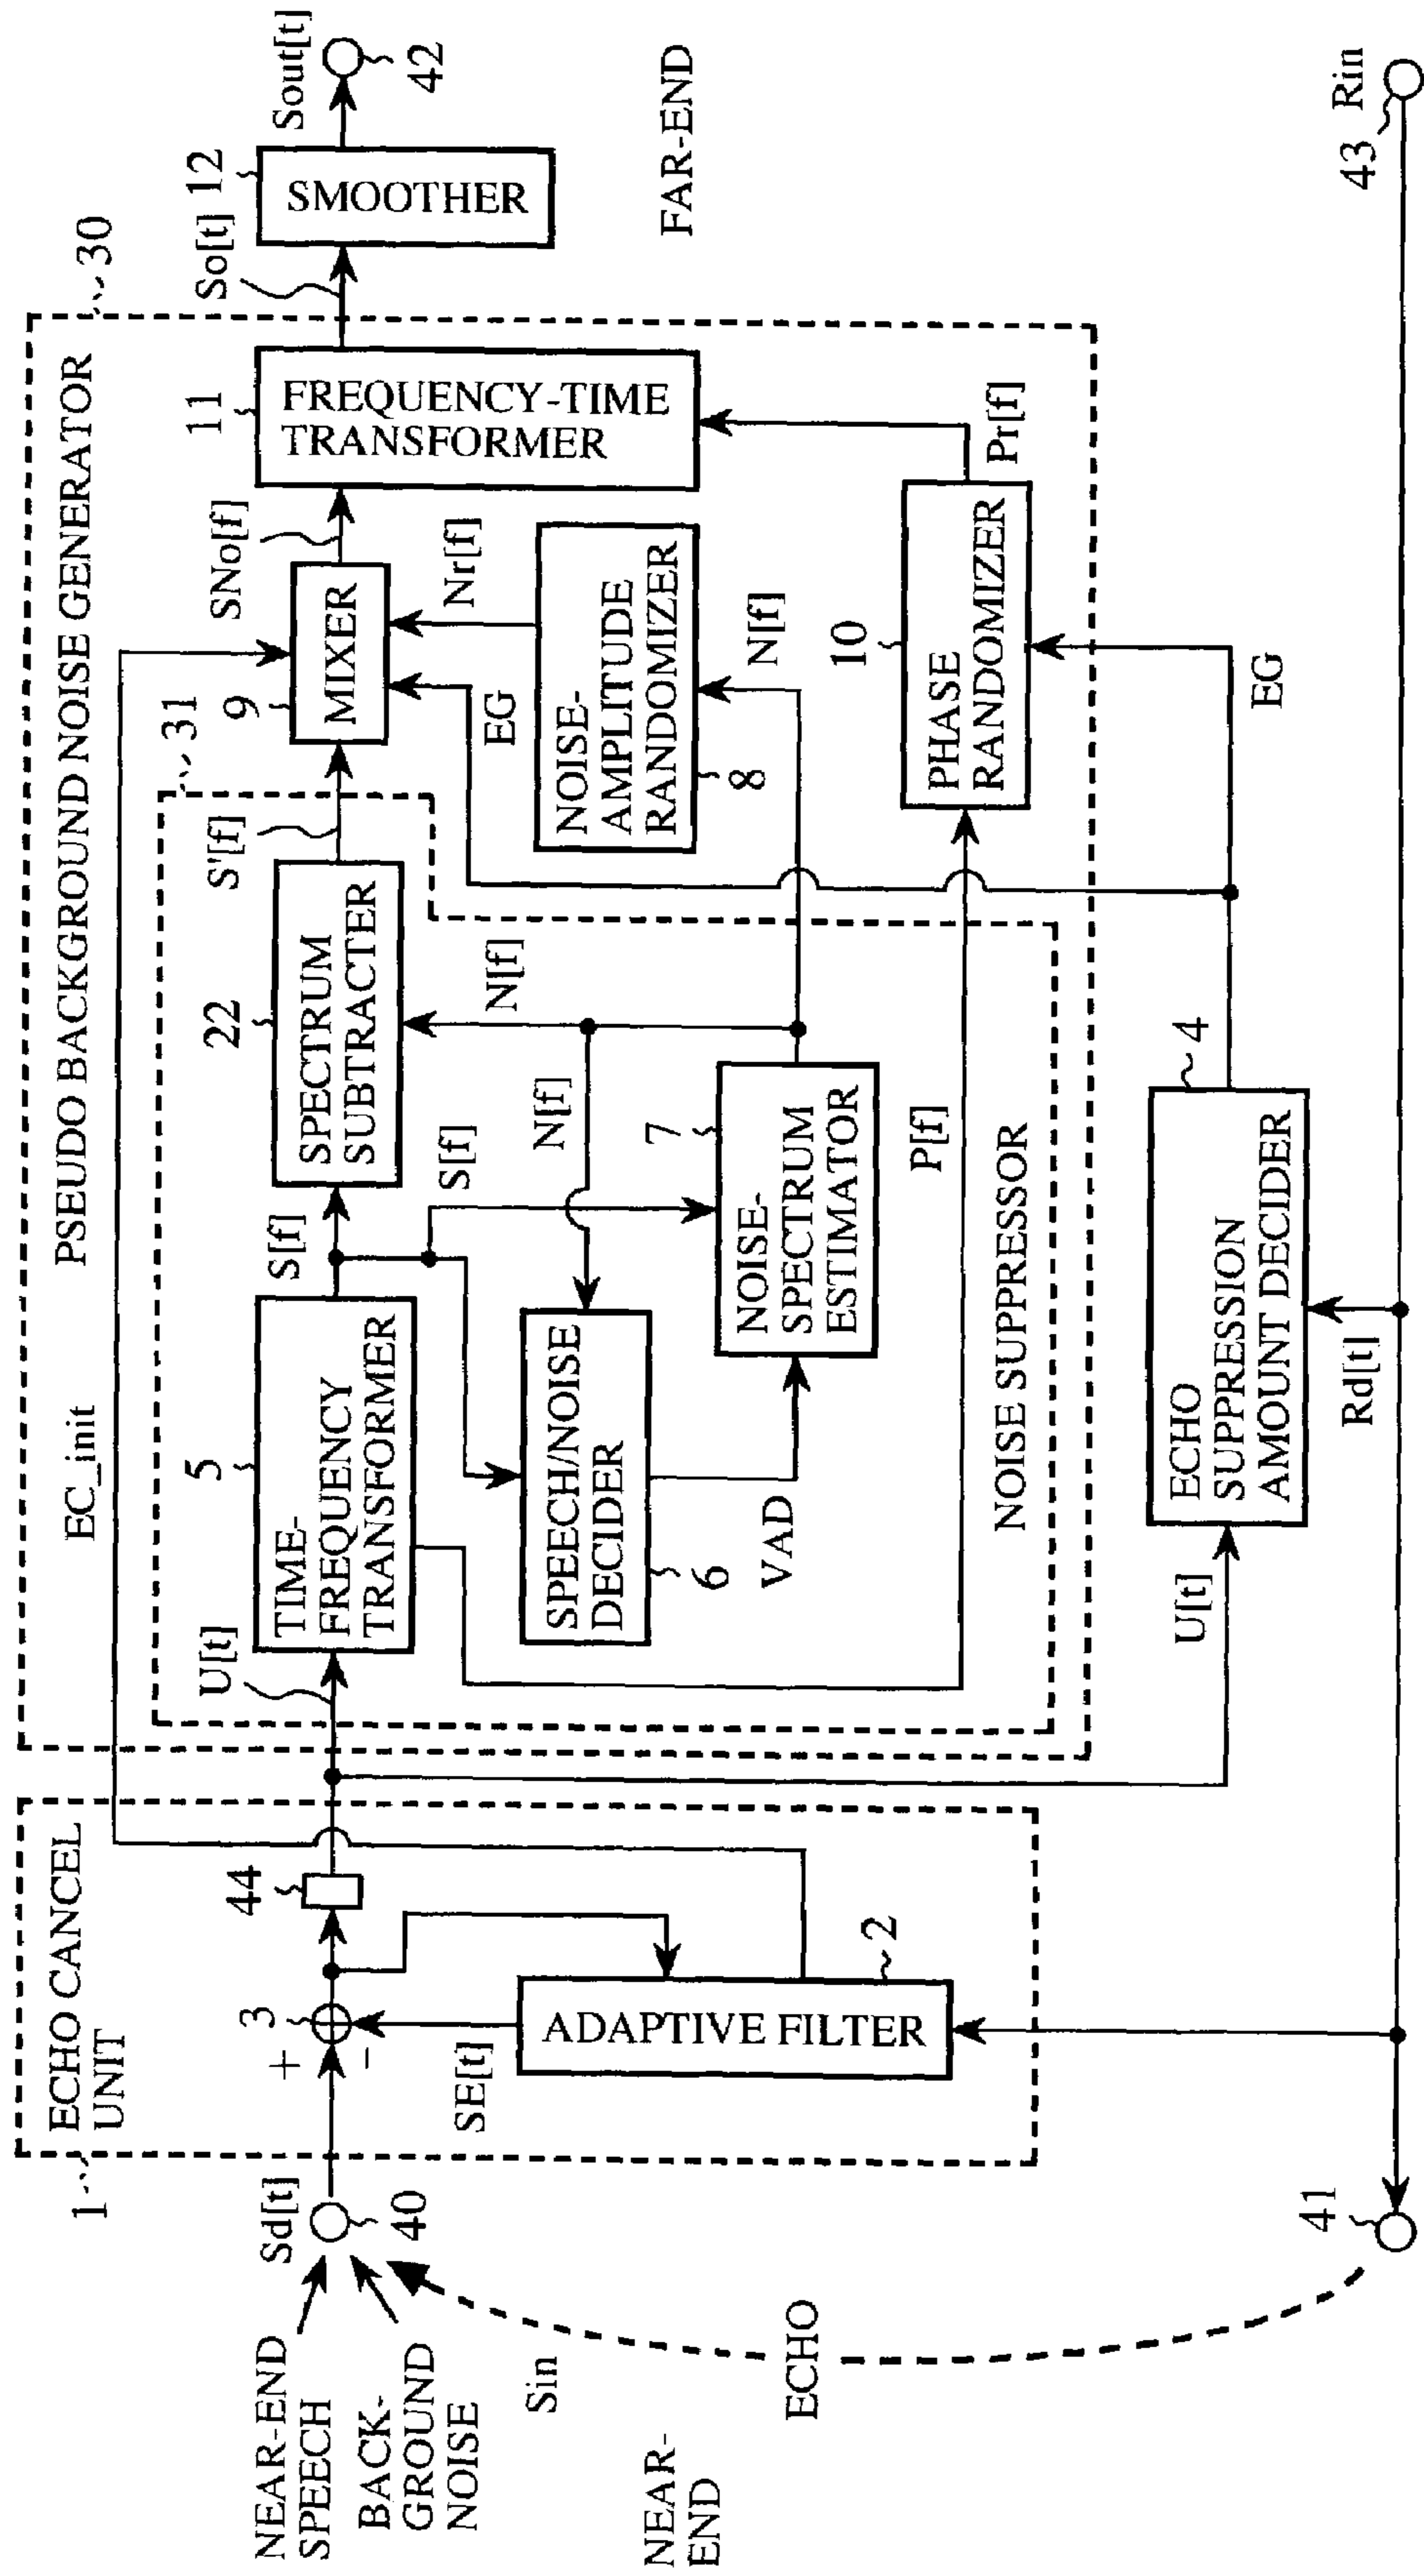 NEAR-END
SPEECH
BACK-
GROUND
NOISE
Sin
NEAR-
END
ECHO
Sd[t]
40
41
1
ECHO CANCEL
UNIT
+
-
3
44
SE[t]
ADAPTIVE FILTER
2
EC_init
PSEUDO BACKGROUND NOISE GENERATOR
30
U[t]
5
TIME-
FREQUENCY
TRANSFORMER
S[f]
S[f]
SPEECH/NOISE
DECIDER
6
VAD
N[f]
7
NOISE-
SPECTRUM
ESTIMATOR
22
SPECTRUM
SUBTRACTER
N[f]
S'[f]
31
P[f]
NOISE SUPPRESSOR
U[t]
ECHO
SUPPRESSION
AMOUNT DECIDER
4
Rd[t]
9
MIXER
EG
NOISE-
AMPLITUDE
RANDOMIZER
8
N[f]
Nr[f]
SNo[f]
10
PHASE
RANDOMIZER
EG
Pr[f]
11
FREQUENCY-TIME
TRANSFORMER
So[t]
12
SMOOTHER
Sout[t]
42
FAR-END
43
Rin